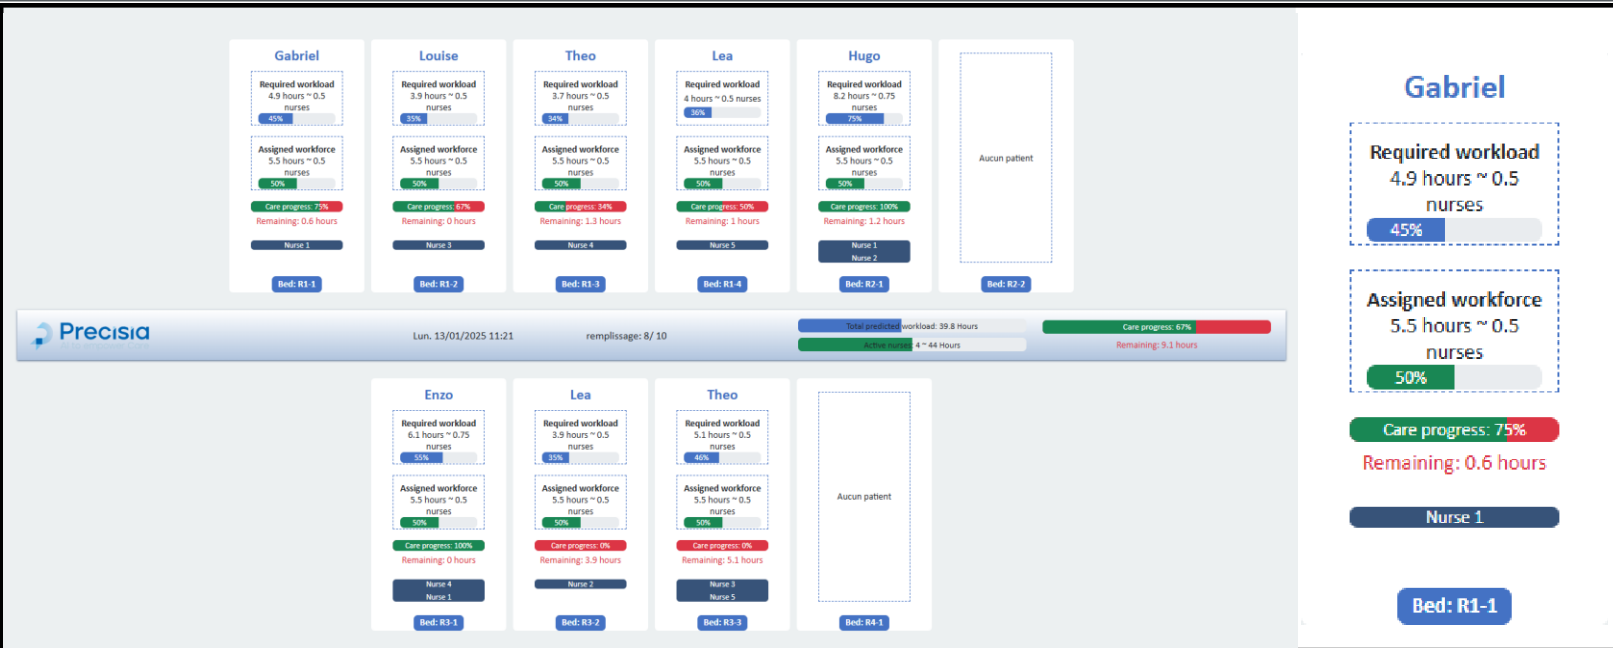 Gabriel
Required workload
4.9 hours ~ 0.5
nurses
45%
Assigned workforce
5.5 hours ~ 0.5
nurses
50%
Care progress: 75%
Remaining: 0.6 hours
Nurse 1
Bed: R1-1
Louise
Required workload
3.9 hours ~ 0.5
nurses
35%
Assigned workforce
5.5 hours ~ 0.5
nurses
50%
Care progress: 67%
Remaining: 0 hours
Nurse 3
Bed: R1-2
Theo
Required workload
3.7 hours ~ 0.5
nurses
34%
Assigned workforce
5.5 hours ~ 0.5
nurses
50%
Care progress: 34%
Remaining: 1.3 hours
Nurse 4
Bed: R1-3
Lea
Required workload
4 hours ~ 0.5 nurses
36%
Assigned workforce
5.5 hours ~ 0.5
nurses
50%
Care progress: 50%
Remaining: 1 hours
Nurse 5
Bed: R1-4
Hugo
Required workload
8.2 hours ~ 0.75
nurses
75%
Assigned workforce
5.5 hours ~ 0.5
nurses
50%
Care progress: 100%
Remaining: 1.2 hours
Nurse 1
Nurse 2
Bed: R2-1
Aucun patient
Bed: R2-2
Precisia
Lun. 13/01/2025 11:21
remplissage: 8/ 10
Total predicted workload: 39.8 Hours
Active nurses: 4 ~ 44 Hours
Care progress: 67%
Remaining: 9.1 hours
Enzo
Required workload
6.1 hours ~ 0.75
nurses
55%
Assigned workforce
5.5 hours ~ 0.5
nurses
50%
Care progress: 100%
Remaining: 0 hours
Nurse 4
Nurse 1
Bed: R3-1
Lea
Required workload
3.9 hours ~ 0.5
nurses
35%
Assigned workforce
5.5 hours ~ 0.5
nurses
50%
Care progress: 0%
Remaining: 3.9 hours
Nurse 2
Bed: R3-2
Theo
Required workload
5.1 hours ~ 0.5
nurses
46%
Assigned workforce
5.5 hours ~ 0.5
nurses
50%
Care progress: 0%
Remaining: 5.1 hours
Nurse 3
Nurse 5
Bed: R3-3
Aucun patient
Bed: R4-1
Gabriel
Required workload
4.9 hours ~ 0.5
nurses
45%
Assigned workforce
5.5 hours ~ 0.5
nurses
50%
Care progress: 75%
Remaining: 0.6 hours
Nurse 1
Bed: R1-1